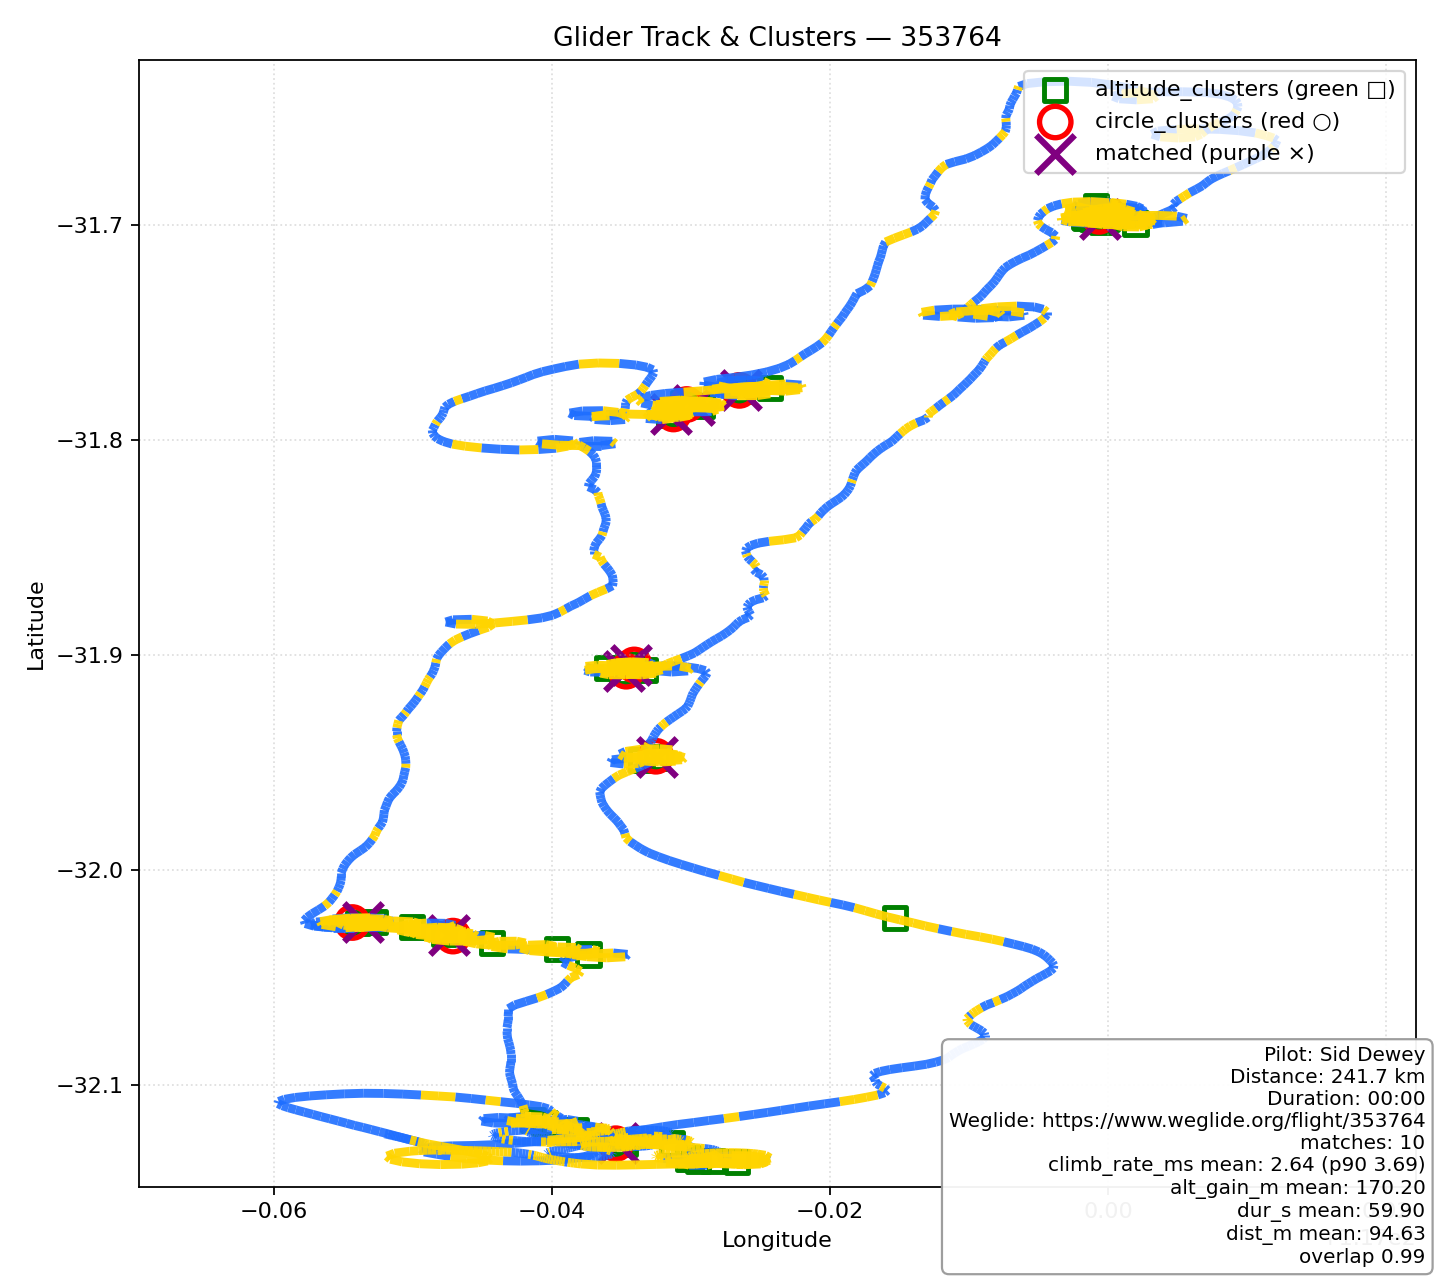 Glider Track & Clusters — 353764
altitude_clusters (green □)
circle_clusters (red ○)
matched (purple ×)
−31.7
−31.8
−31.9
−32.0
−32.1
Latitude
−0.06
−0.04
−0.02
0.00
Longitude
Pilot: Sid Dewey
Distance: 241.7 km
Duration: 00:00
Weglide: https://www.weglide.org/flight/353764
matches: 10
climb_rate_ms mean: 2.64 (p90 3.69)
alt_gain_m mean: 170.20
dur_s mean: 59.90
dist_m mean: 94.63
overlap 0.99